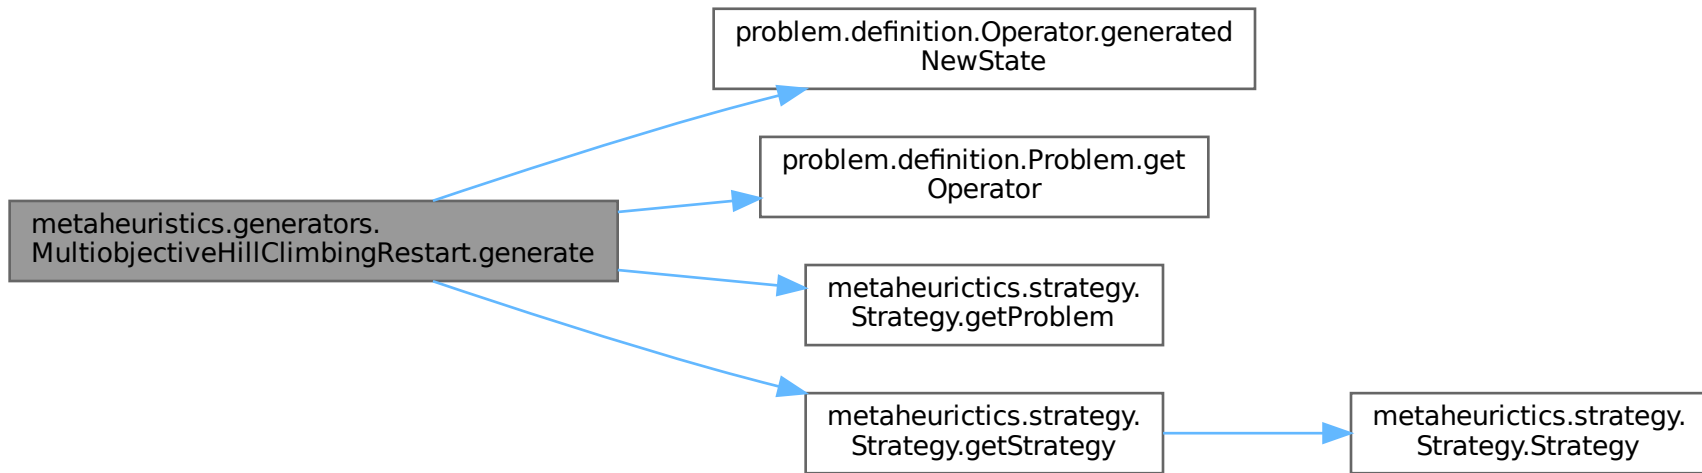 problem.definition.Operator.generated
NewState
problem.definition.Problem.get
Operator
metaheuristics.generators.
MultiobjectiveHillClimbingRestart.generate
metaheurictics.strategy.
Strategy.getProblem
metaheurictics.strategy.
Strategy.getStrategy
metaheurictics.strategy.
Strategy.Strategy